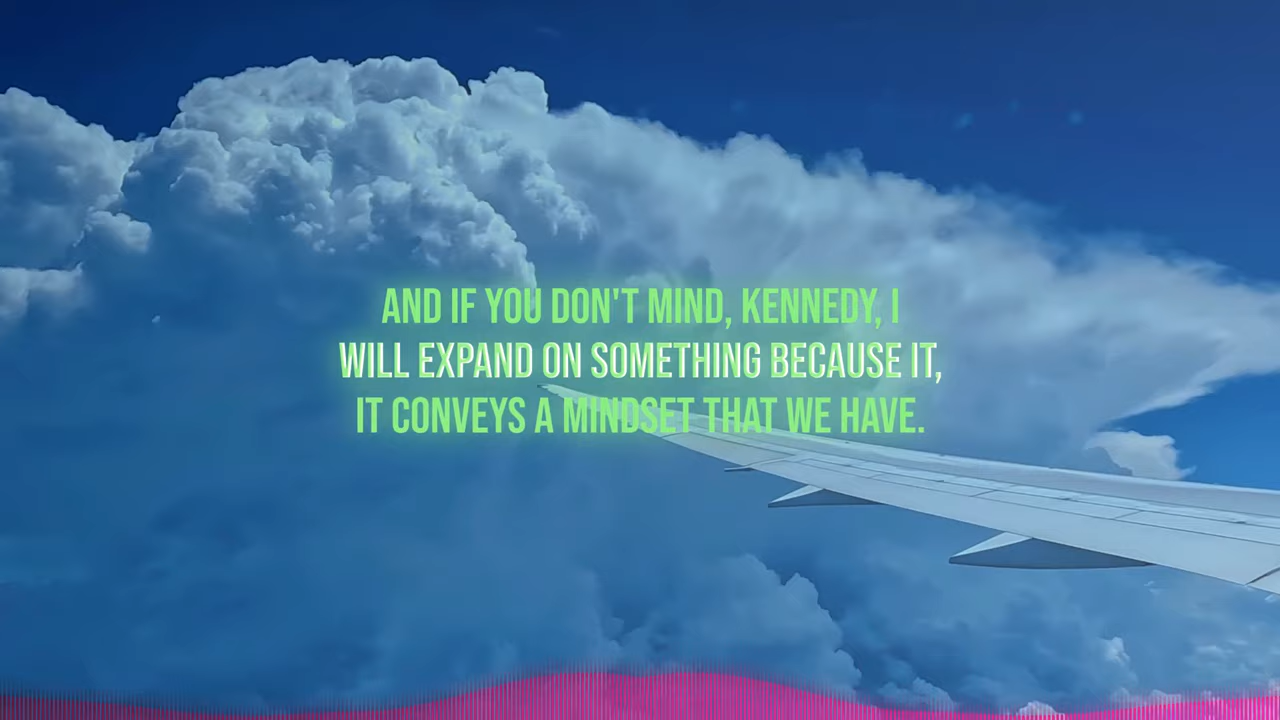 AND IF YOU DON'T MIND, KENNEDY, I
WILL EXPAND ON SOMETHING BECAUSE IT,
IT CONVEYS A MINDSET THAT WE HAVE.